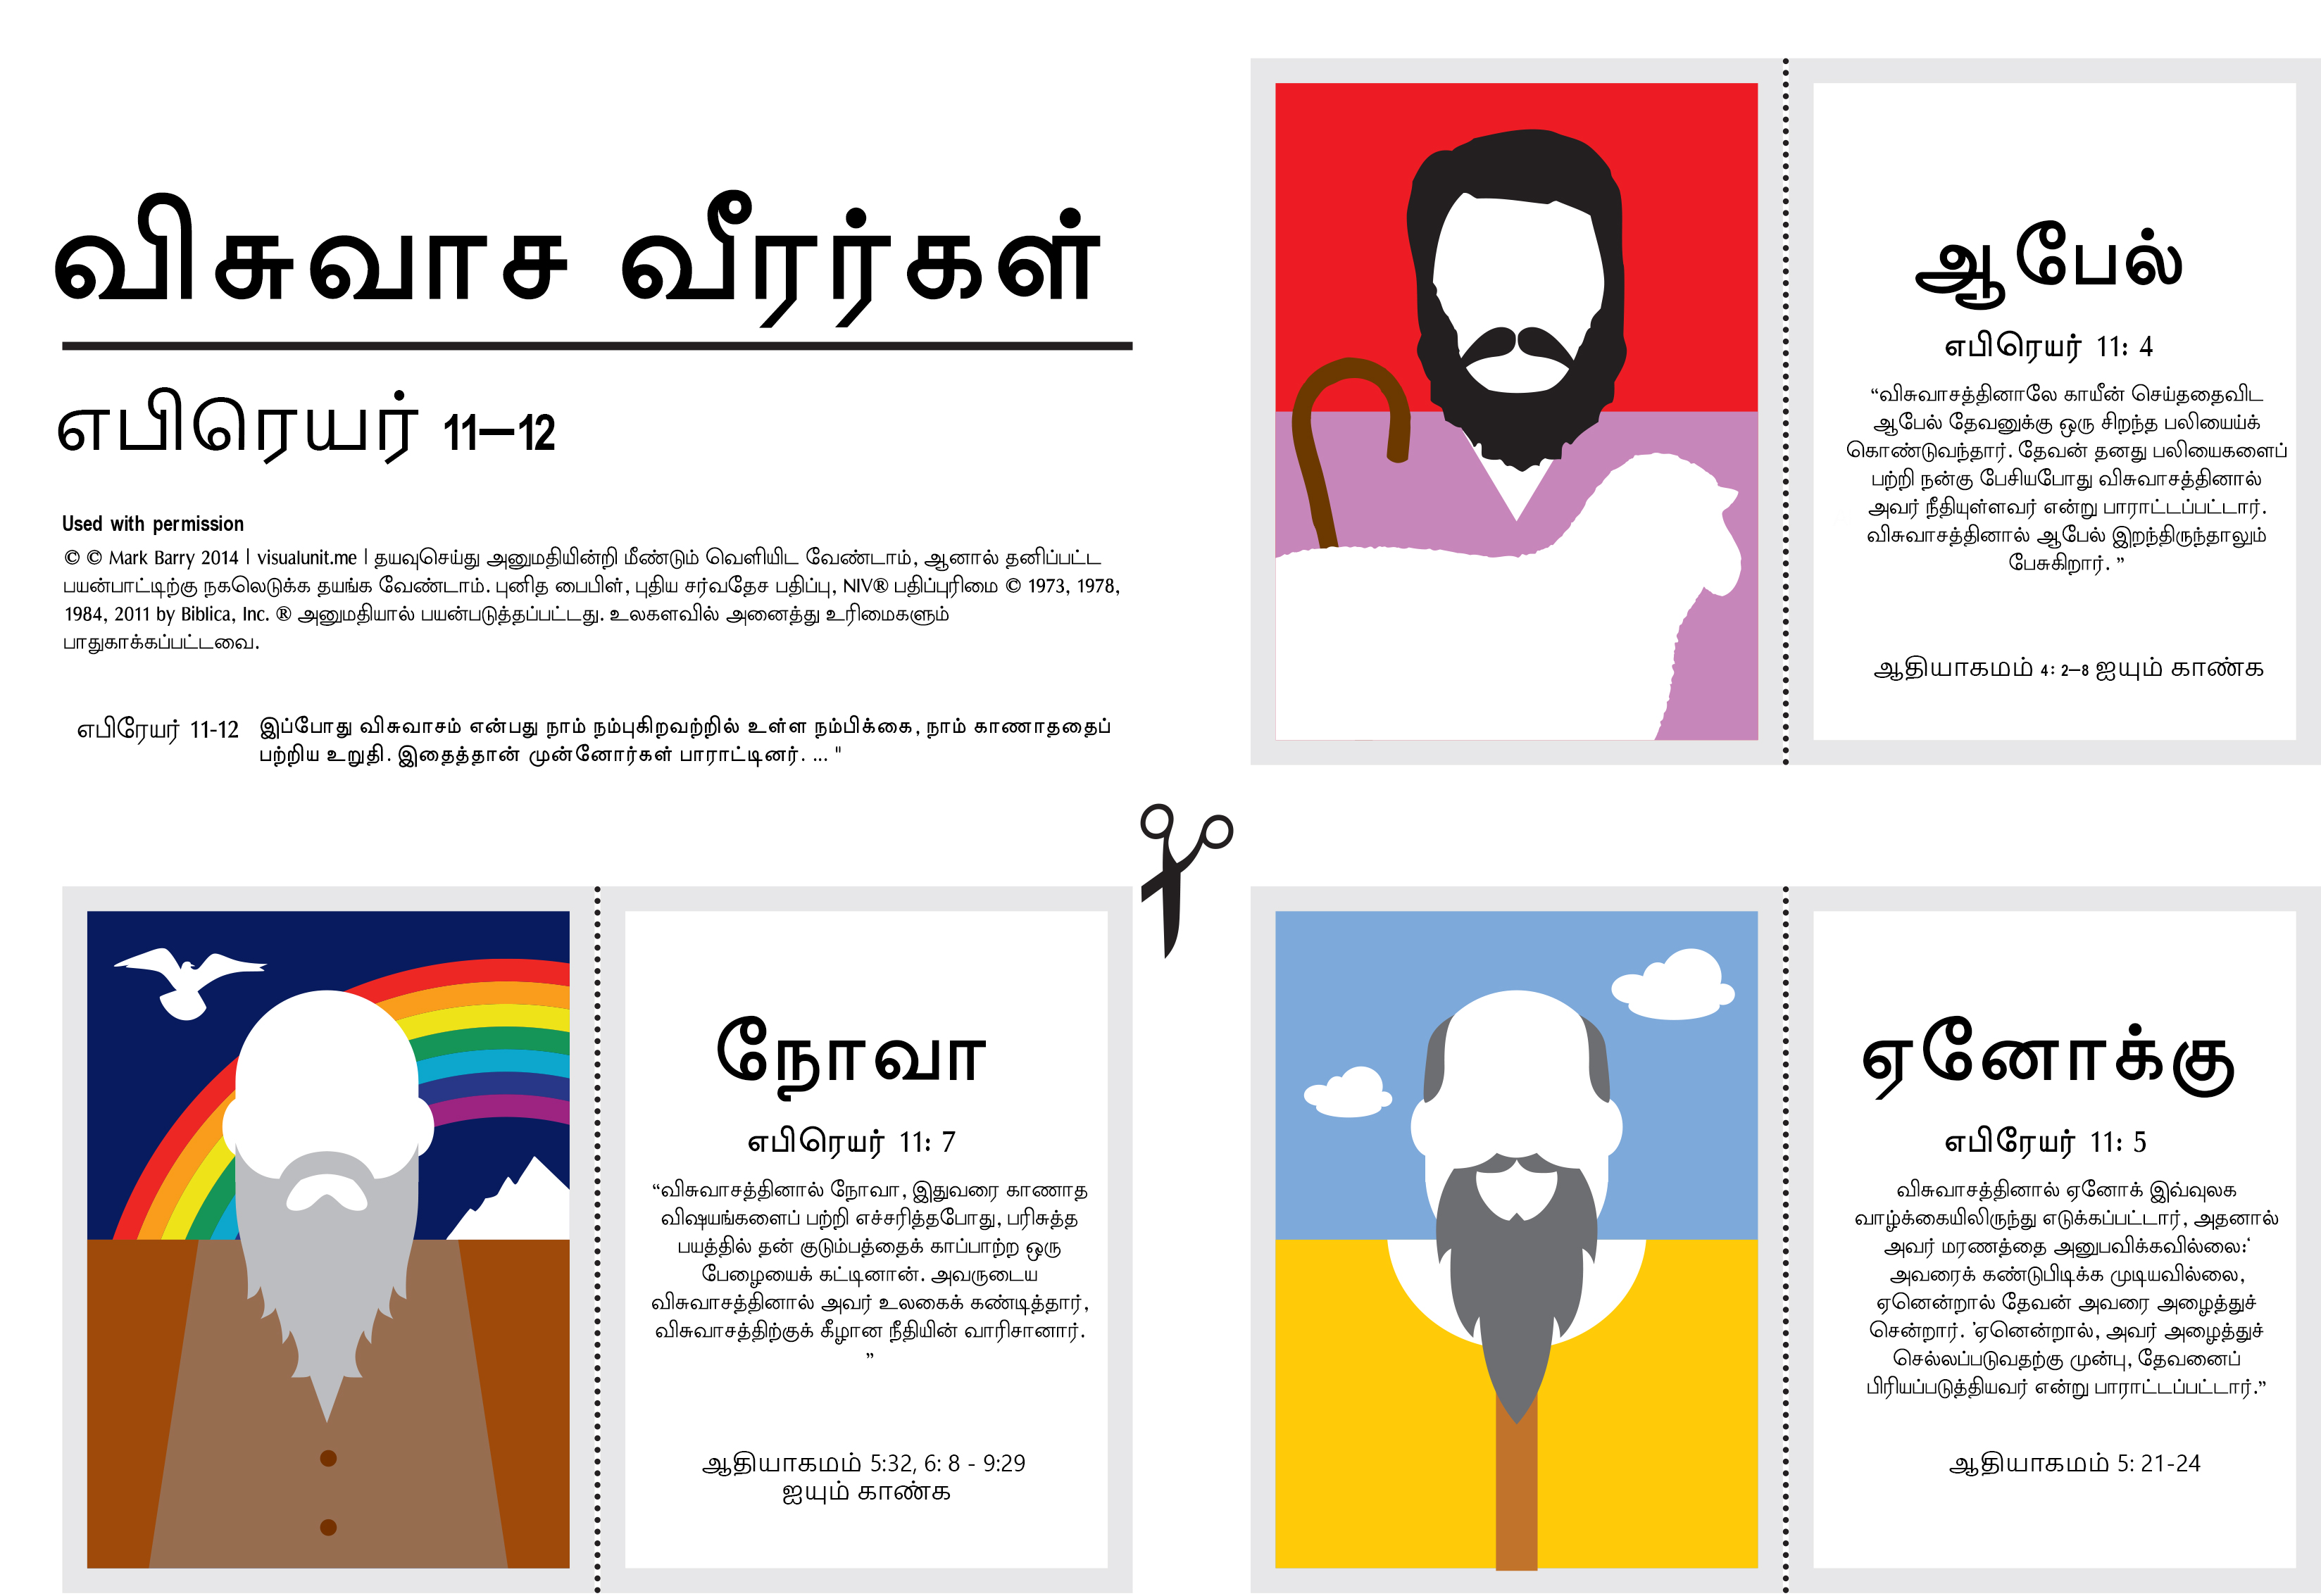 விசுவாச வீரர்கள்
எபிரெயர் 11–12
Used with permission
© © Mark Barry 2014 | visualunit.me | தயவுசெய்து அனுமதியின்றி மீண்டும் வெளியிட வேண்டாம், ஆனால் தனிப்பட்ட
பயன்பாட்டிற்கு நகலெடுக்க தயங்க வேண்டாம். புனித பைபிள், புதிய சர்வதேச பதிப்பு, NIV® பதிப்புரிமை © 1973, 1978,
1984, 2011 by Biblica, Inc. ® அனுமதியால் பயன்படுத்தப்பட்டது. உலகளவில் அனைத்து உரிமைகளும்
பாதுகாக்கப்பட்டவை.
எபிரேயர் 11-12 இப்போது விசுவாசம் என்பது நாம் நம்புகிறவற்றில் உள்ள நம்பிக்கை, நாம் காணாததைப்
பற்றிய உறுதி. இதைத்தான் முன்னோர்கள் பாராட்டினர். ... "
ஆபேல்
எபிரெயர் 11: 4
“விசுவாசத்தினாலே காயீன் செய்ததைவிட
ஆபேல் தேவனுக்கு ஒரு சிறந்த பலியைய்க்
கொண்டுவந்தார். தேவன் தனது பலியைகளைப்
பற்றி நன்கு பேசியபோது விசுவாசத்தினால்
அவர் நீதியுள்ளவர் என்று பாராட்டப்பட்டார்.
விசுவாசத்தினால் ஆபேல் இறந்திருந்தாலும்
பேசுகிறார். ”
ஆதியாகமம் 4: 2–8 ஐயும் காண்க
நோவா
எபிரெயர் 11: 7
“விசுவாசத்தினால் நோவா, இதுவரை காணாத
விஷயங்களைப் பற்றி எச்சரித்தபோது, பரிசுத்த
பயத்தில் தன் குடும்பத்தைக் காப்பாற்ற ஒரு
பேழையைக் கட்டினான். அவருடைய
விசுவாசத்தினால் அவர் உலகைக் கண்டித்தார்,
விசுவாசத்திற்குக் கீழான நீதியின் வாரிசானார்.
”
ஆதியாகமம் 5:32, 6: 8 - 9:29
ஐயும் காண்க
ஏனோக்கு
எபிரேயர் 11: 5
விசுவாசத்தினால் ஏனோக் இவ்வுலக
வாழ்க்கையிலிருந்து எடுக்கப்பட்டார், அதனால்
அவர் மரணத்தை அனுபவிக்கவில்லை:‘
அவரைக் கண்டுபிடிக்க முடியவில்லை,
ஏனென்றால் தேவன் அவரை அழைத்துச்
சென்றார். ’ஏனென்றால், அவர் அழைத்துச்
செல்லப்படுவதற்கு முன்பு, தேவனைப்
பிரியப்படுத்தியவர் என்று பாராட்டப்பட்டார்.”
ஆதியாகமம் 5: 21-24